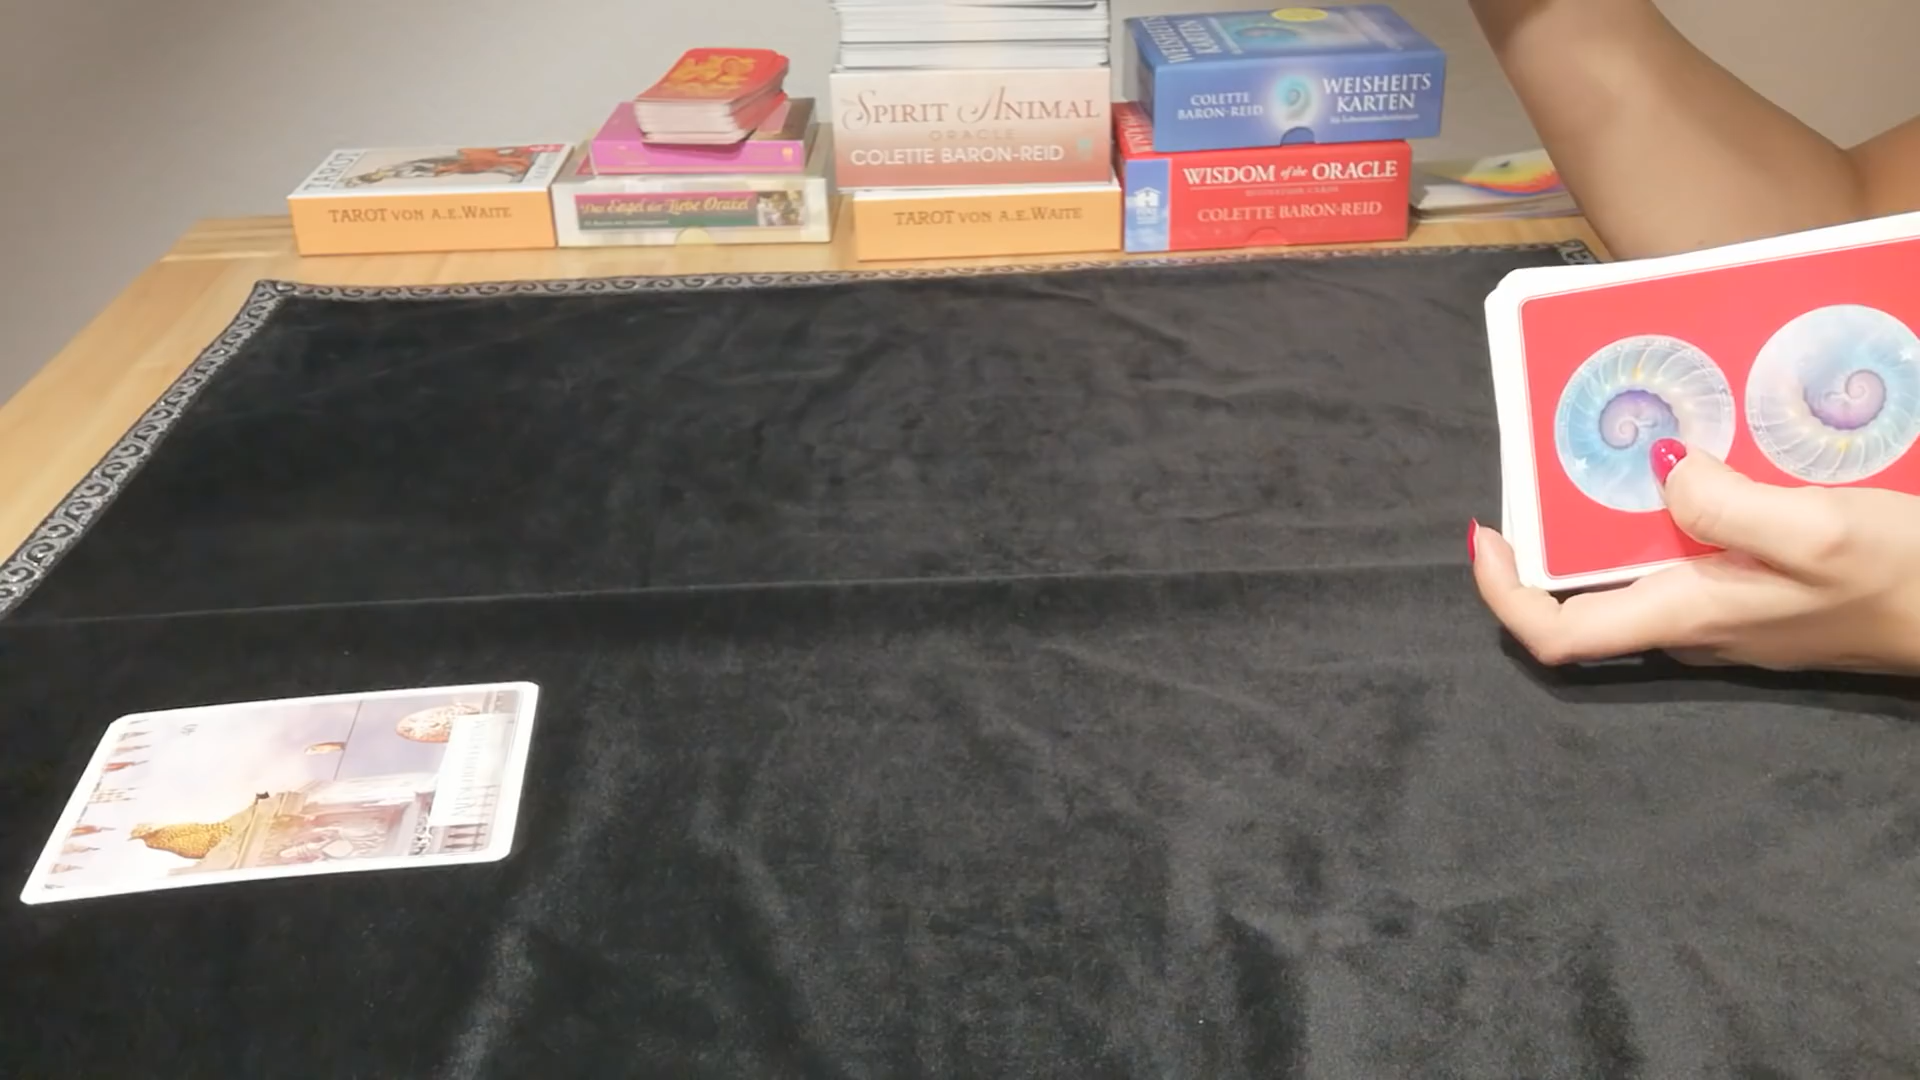 TAROT
TAROT VON A.E. WAITE
Das Engel der Liebe Orakel
SPIRIT ANIMAL
ORACLE
COLETTE BARON-REID
TAROT VON A.E. WAITE
WEISHEITS
KARTEN
COLETTE
BARON-REID
WEISHEITS
KARTEN
WISDOM of the ORACLE
COLETTE BARON-REID
40